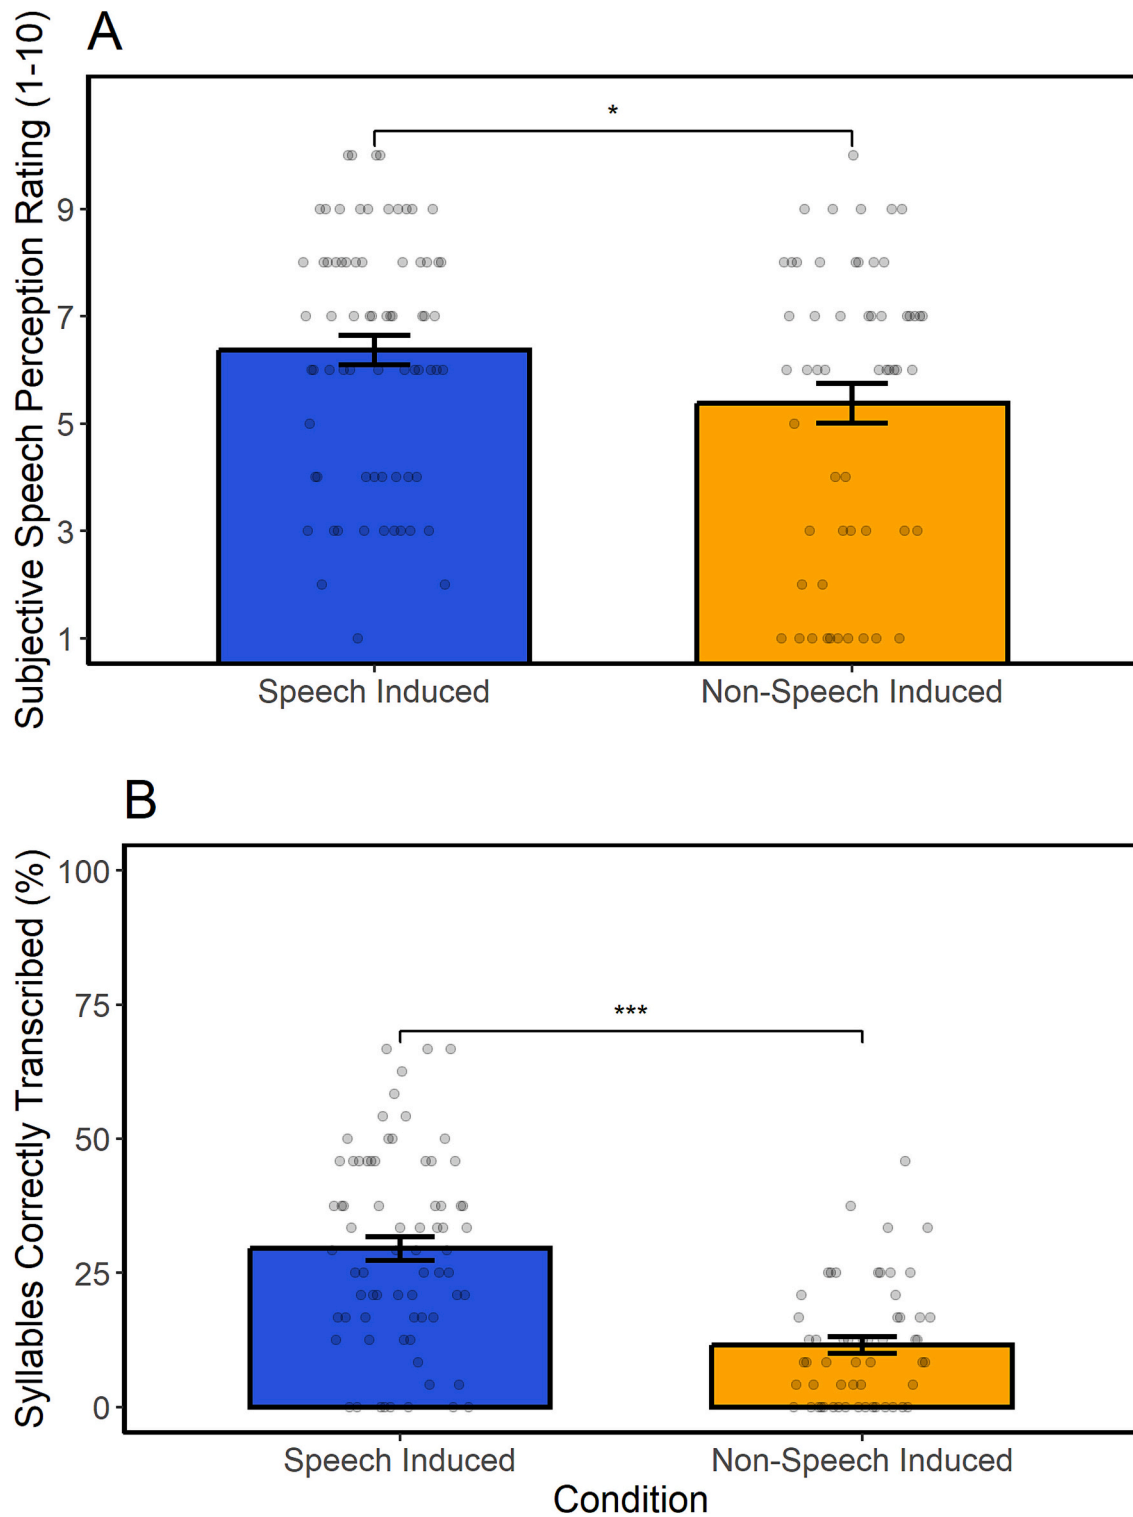 A
Subjective Speech Perception Rating (1-10)
*
9
7
5
3
1
Speech Induced
Non-Speech Induced
B
Syllables Correctly Transcribed (%)
100
75
***
50
25
0
Speech Induced
Non-Speech Induced
Condition